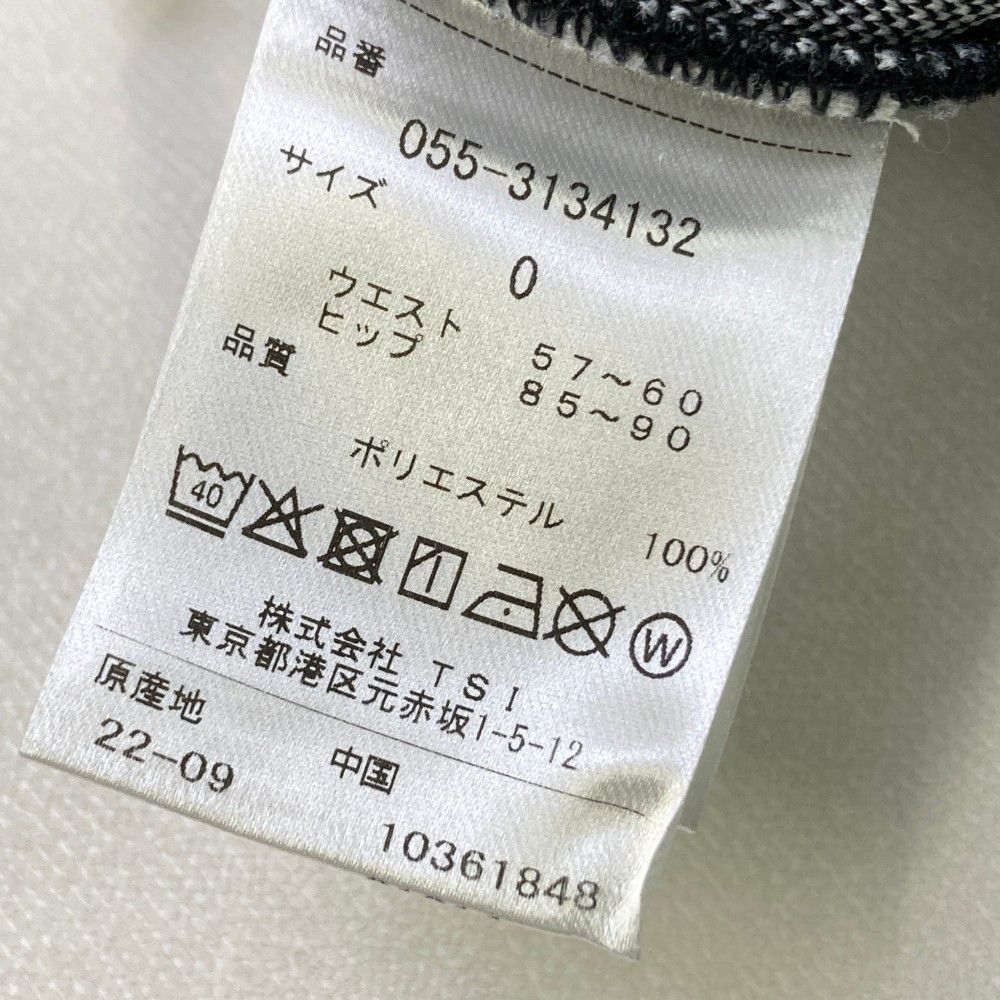 品番
055-3134132
サイズ
0
ウエスト 57～60
ヒップ 85～90
品質
ポリエステル 100%
40
W
株式会社 TSI
東京都港区元赤坂1-5-12
原産地
中国
22-09
10361848